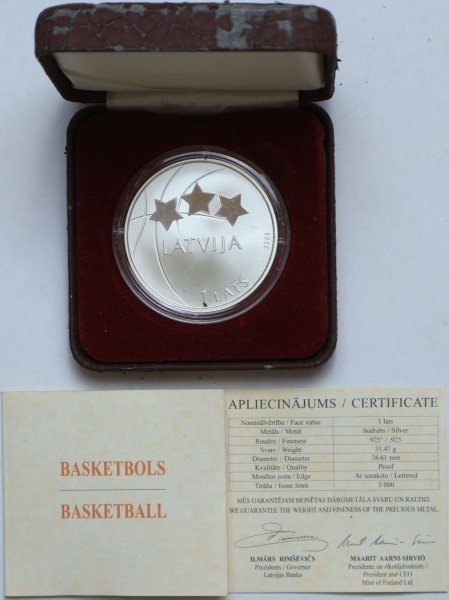 LATVIJA
2008
1 LATS
BASKETBOLS
BASKETBALL
APLIECINĀJUMS / CERTIFICATE
Nominālvērtība / Face value 1 lats
Metāls / Metal Sudrabs / Silver
Raudze / Fineness 925° / .925
Svars / Weight 31.47 g
Diametrs / Diameter 38.61 mm
Kvalitāte / Quality Proof
Monētas josta / Edge Ar uzrakstu / Lettered
Tirāža / Issue limit 5 000
MĒS GARANTĒJAM MONĒTAS DĀRGMETĀLA SVARU UN RAUDZI.
WE GUARANTEE THE WEIGHT AND FINENESS OF THE PRECIOUS METAL.
ILMĀRS RIMŠĒVIČS
Prezidents / Governor
Latvijas Banka
MAARIT AARNI-SIRVIÖ
Prezidente un rīkotājdirektore /
President and CEO
Mint of Finland Ltd.